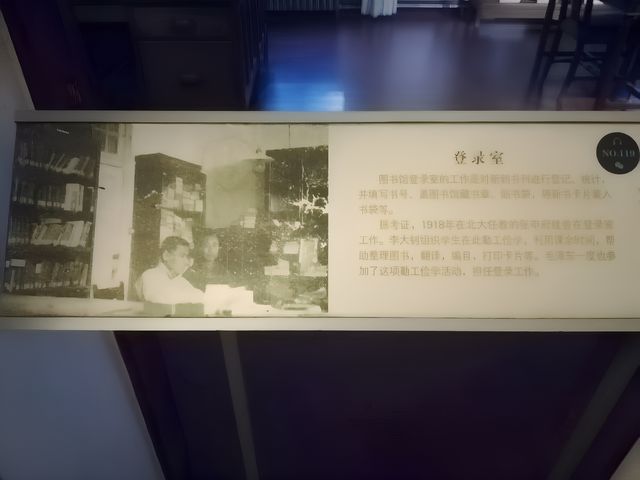 登录室
NO.119
图书馆登录室的工作是对新到书刊进行登记、统计,
并填写书号、盖图书馆藏书章、贴书袋、将新书卡片装入
书袋等。
据考证，1918年在北大任教的张申府就曾在登录室
工作。李大钊组织学生在此勤工俭学，利用课余时间，帮
助整理图书，翻译，编目，打印卡片等。毛泽东一度也参
加了这项勤工俭学活动，担任登录工作。